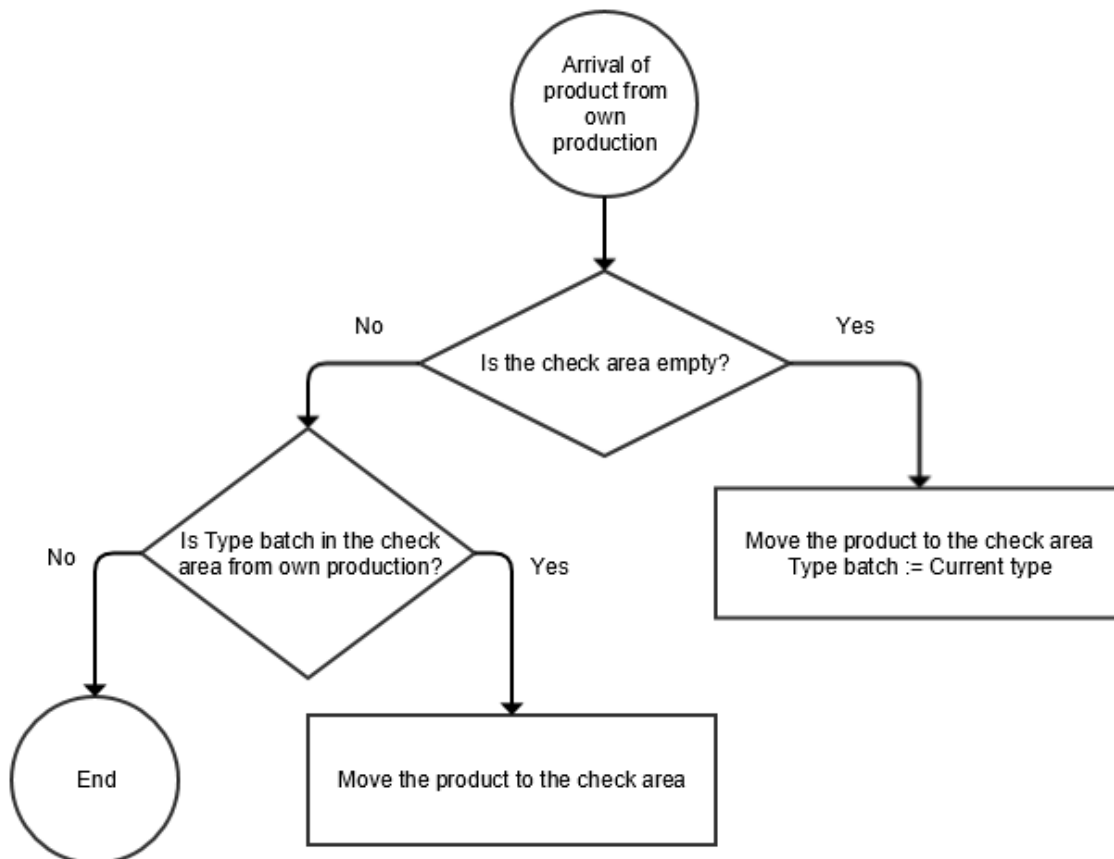 Arrival of
product from
own
production
No
Yes
Is the check area empty?
Is Type batch in the check
area from own production?
No
Yes
Move the product to the check area
Type batch := Current type
End
Move the product to the check area